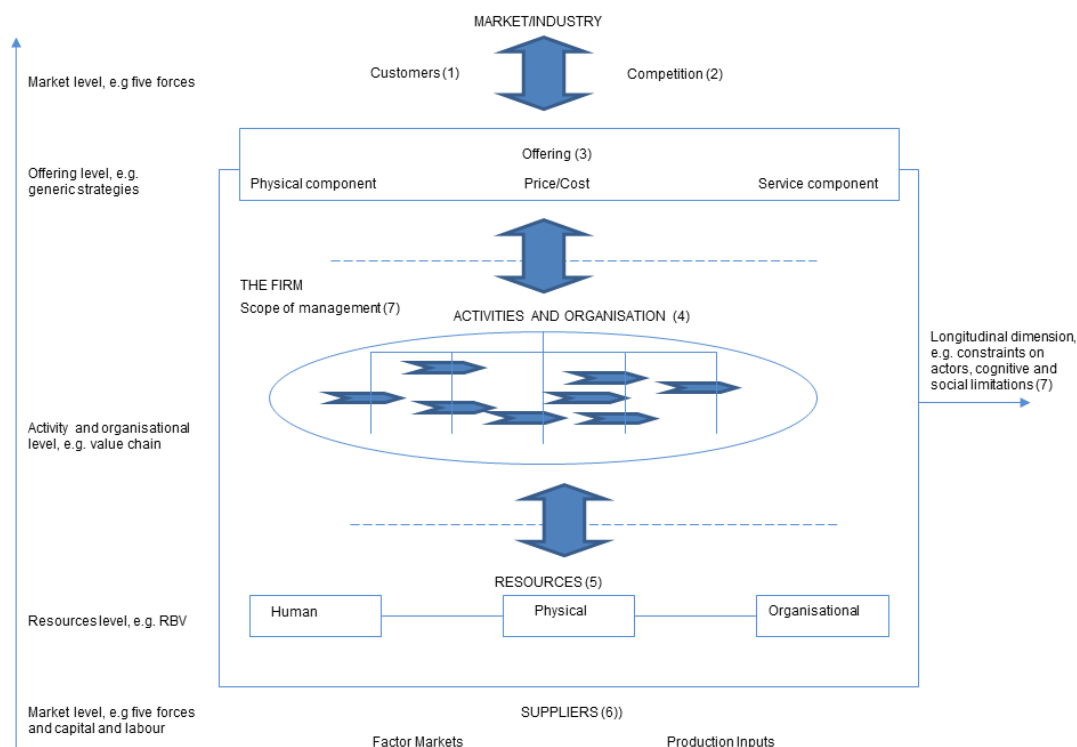 MARKET/INDUSTRY
Customers (1)
Competition (2)
Market level, e.g five forces
Offering (3)
Offering level, e.g.
generic strategies
Physical component
Price/Cost
Service component
THE FIRM
Scope of management (7)
ACTIVITIES AND ORGANISATION (4)
Longitudinal dimension,
e.g. constraints on
actors, cognitive and
social limitations (7)
Activity and organisational
level, e.g. value chain
RESOURCES (5)
Human
Physical
Organisational
Resources level, e.g. RBV
Market level, e.g five forces
and capital and labour
SUPPLIERS (6))
Factor Markets
Production Inputs